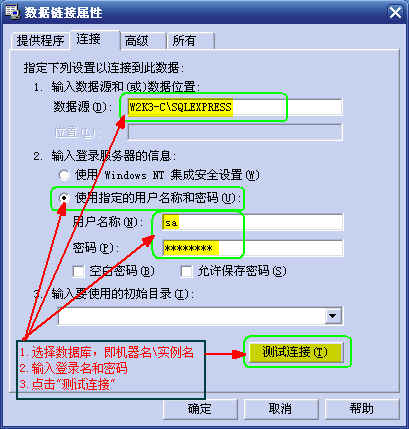 数据链接属性
提供程序 连接 高级 所有
指定下列设置以连接到此数据:
1. 输入数据源和(或)数据位置:
数据源(D): W2K3-C\SQLEXPRESS
位置(L):
2. 输入登录服务器的信息:
使用 Windows NT 集成安全设置(W)
使用指定的用户名称和密码(U):
用户名称(N): sa
密码(P): ********
空白密码(B) 允许保存密码(S)
3. 输入要使用的初始目录(I):
1. 选择数据库，即机器名\实例名
2. 输入登录名和密码
3. 点击“测试连接”
测试连接(T)
确定 取消 帮助